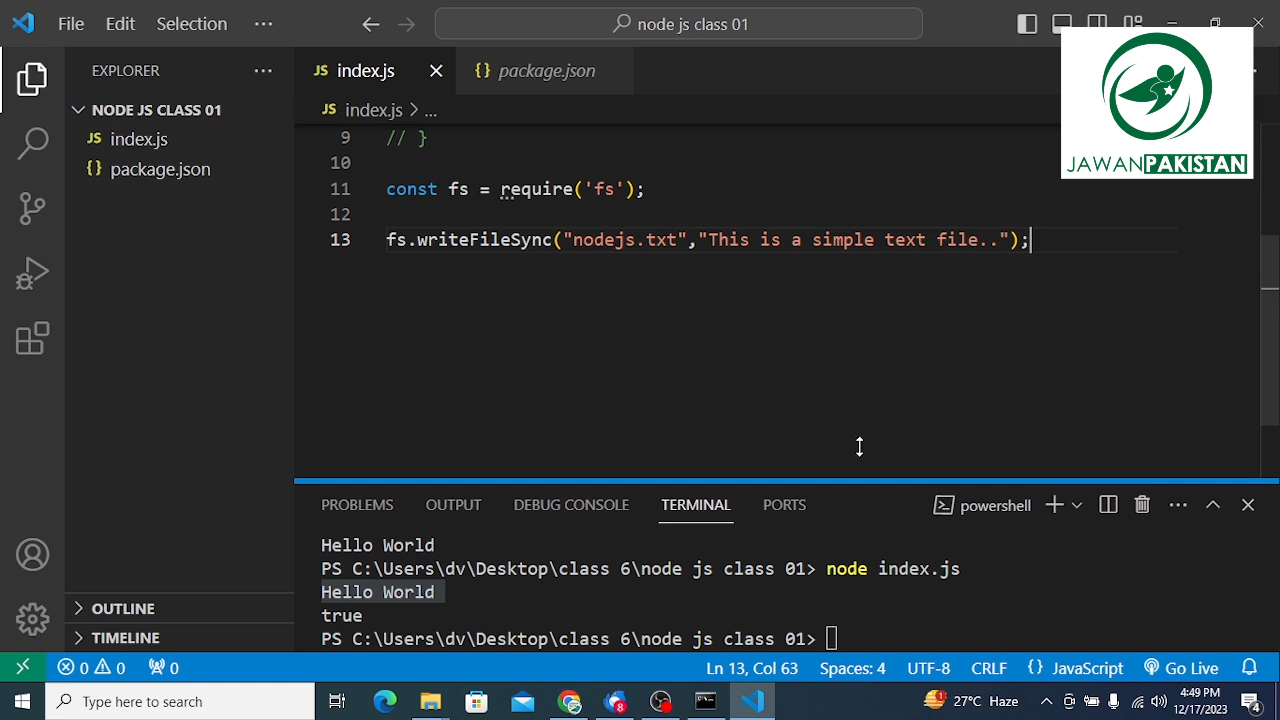 File Edit Selection ···
node js class 01
JAWANPAKISTAN
EXPLORER ···
NODE JS CLASS 01
JS index.js
{} package.json
OUTLINE
TIMELINE
JS index.js
{} package.json
JS index.js > ...
9 // }
10
11 const fs = require('fs');
12
13 fs.writeFileSync("nodejs.txt","This is a simple text file..");
PROBLEMS OUTPUT DEBUG CONSOLE TERMINAL PORTS
powershell
Hello World
PS C:\Users\dv\Desktop\class 6\node js class 01> node index.js
Hello World
true
PS C:\Users\dv\Desktop\class 6\node js class 01>
0 0 0
Ln 13, Col 63 Spaces: 4 UTF-8 CRLF {} JavaScript Go Live
Type here to search
8
27°C Haze
4:49 PM
12/17/2023
4